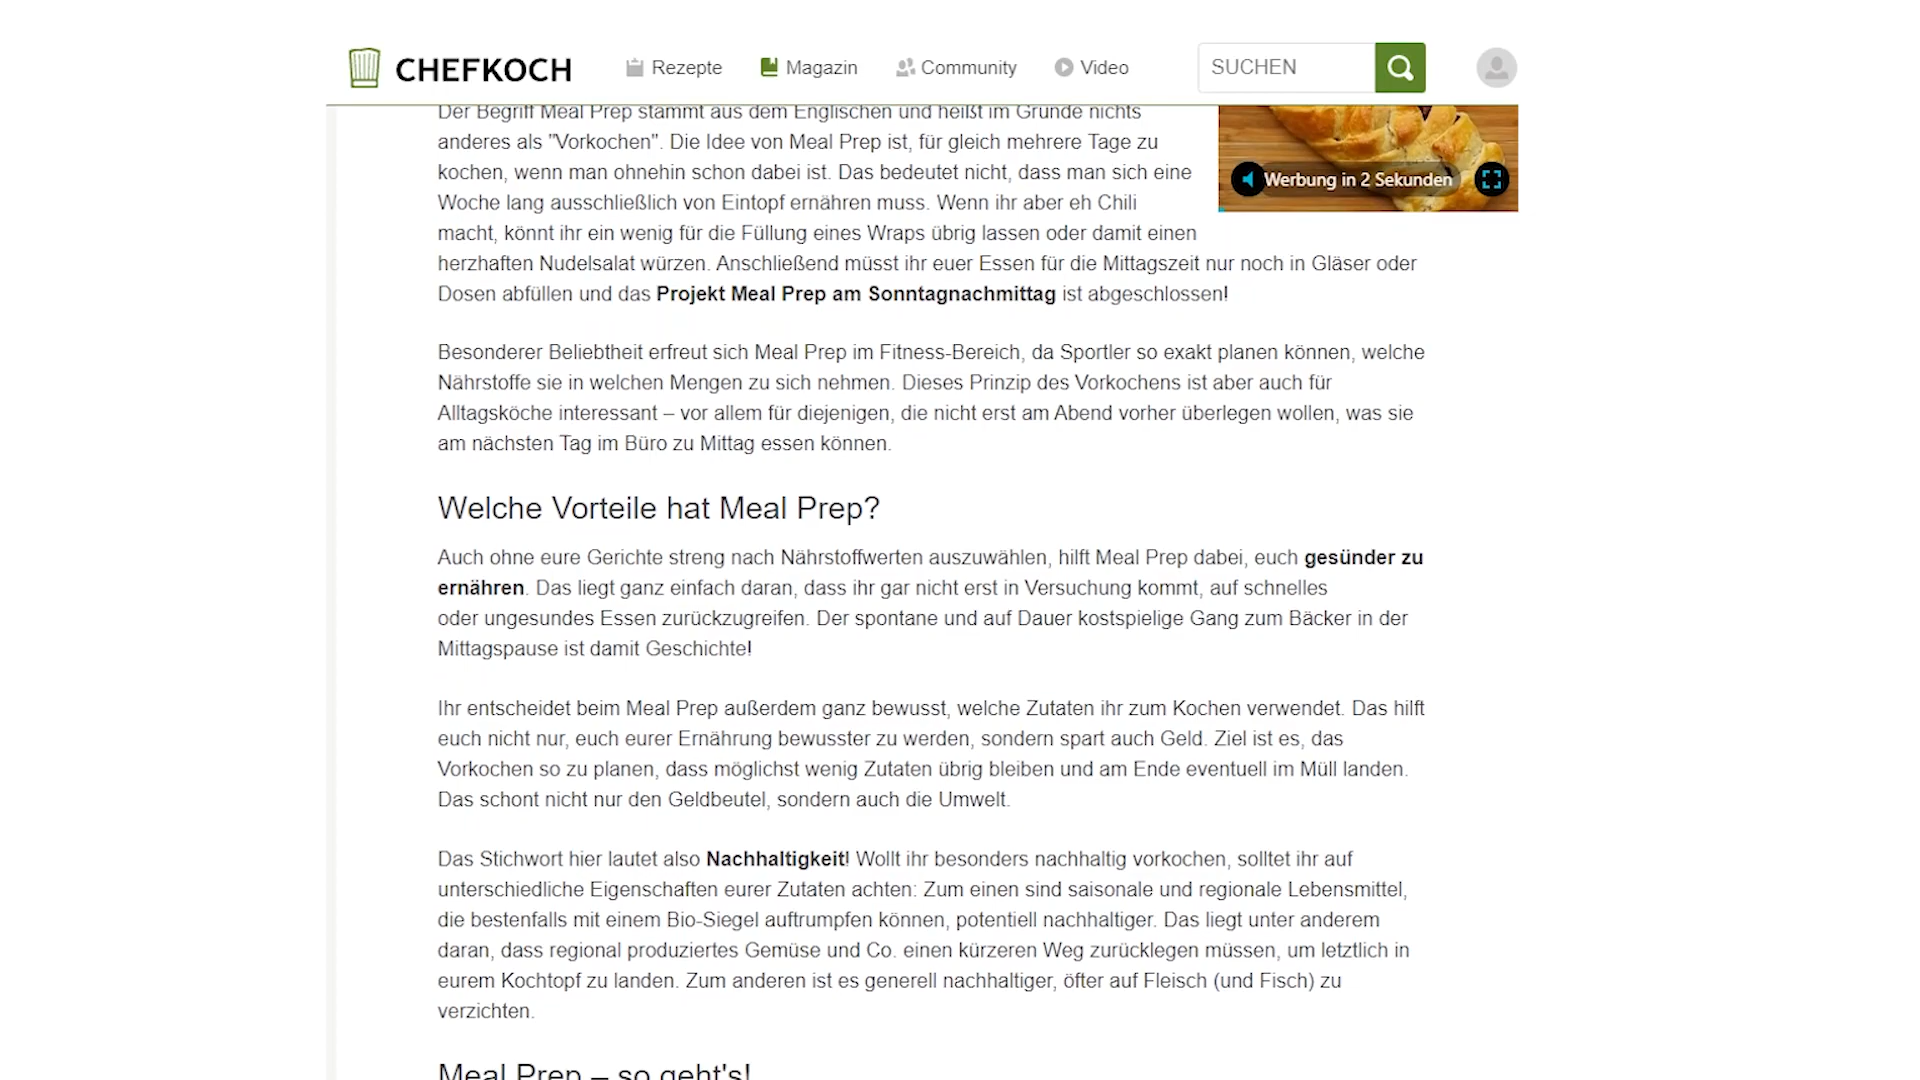 CHEFKOCH
Rezepte
Magazin
Community
Video
SUCHEN
Der Begriff Meal Prep stammt aus dem Englischen und heißt im Grunde nichts
anderes als "Vorkochen". Die Idee von Meal Prep ist, für gleich mehrere Tage zu
kochen, wenn man ohnehin schon dabei ist. Das bedeutet nicht, dass man sich eine
Woche lang ausschließlich von Eintopf ernähren muss. Wenn ihr aber eh Chili
macht, könnt ihr ein wenig für die Füllung eines Wraps übrig lassen oder damit einen
herzhaften Nudelsalat würzen. Anschließend müsst ihr euer Essen für die Mittagszeit nur noch in Gläser oder
Dosen abfüllen und das Projekt Meal Prep am Sonntagnachmittag ist abgeschlossen!
Werbung in 2 Sekunden
Besonderer Beliebtheit erfreut sich Meal Prep im Fitness-Bereich, da Sportler so exakt planen können, welche
Nährstoffe sie in welchen Mengen zu sich nehmen. Dieses Prinzip des Vorkochens ist aber auch für
Alltagsköche interessant – vor allem für diejenigen, die nicht erst am Abend vorher überlegen wollen, was sie
am nächsten Tag im Büro zu Mittag essen können.
Welche Vorteile hat Meal Prep?
Auch ohne eure Gerichte streng nach Nährstoffwerten auszuwählen, hilft Meal Prep dabei, euch gesünder zu
ernähren. Das liegt ganz einfach daran, dass ihr gar nicht erst in Versuchung kommt, auf schnelles
oder ungesundes Essen zurückzugreifen. Der spontane und auf Dauer kostspielige Gang zum Bäcker in der
Mittagspause ist damit Geschichte!
Ihr entscheidet beim Meal Prep außerdem ganz bewusst, welche Zutaten ihr zum Kochen verwendet. Das hilft
euch nicht nur, euch eurer Ernährung bewusster zu werden, sondern spart auch Geld. Ziel ist es, das
Vorkochen so zu planen, dass möglichst wenig Zutaten übrig bleiben und am Ende eventuell im Müll landen.
Das schont nicht nur den Geldbeutel, sondern auch die Umwelt.
Das Stichwort hier lautet also Nachhaltigkeit! Wollt ihr besonders nachhaltig vorkochen, solltet ihr auf
unterschiedliche Eigenschaften eurer Zutaten achten: Zum einen sind saisonale und regionale Lebensmittel,
die bestenfalls mit einem Bio-Siegel auftrumpfen können, potentiell nachhaltiger. Das liegt unter anderem
daran, dass regional produziertes Gemüse und Co. einen kürzeren Weg zurücklegen müssen, um letztlich in
eurem Kochtopf zu landen. Zum anderen ist es generell nachhaltiger, öfter auf Fleisch (und Fisch) zu
verzichten.
Meal Prep – so geht's!